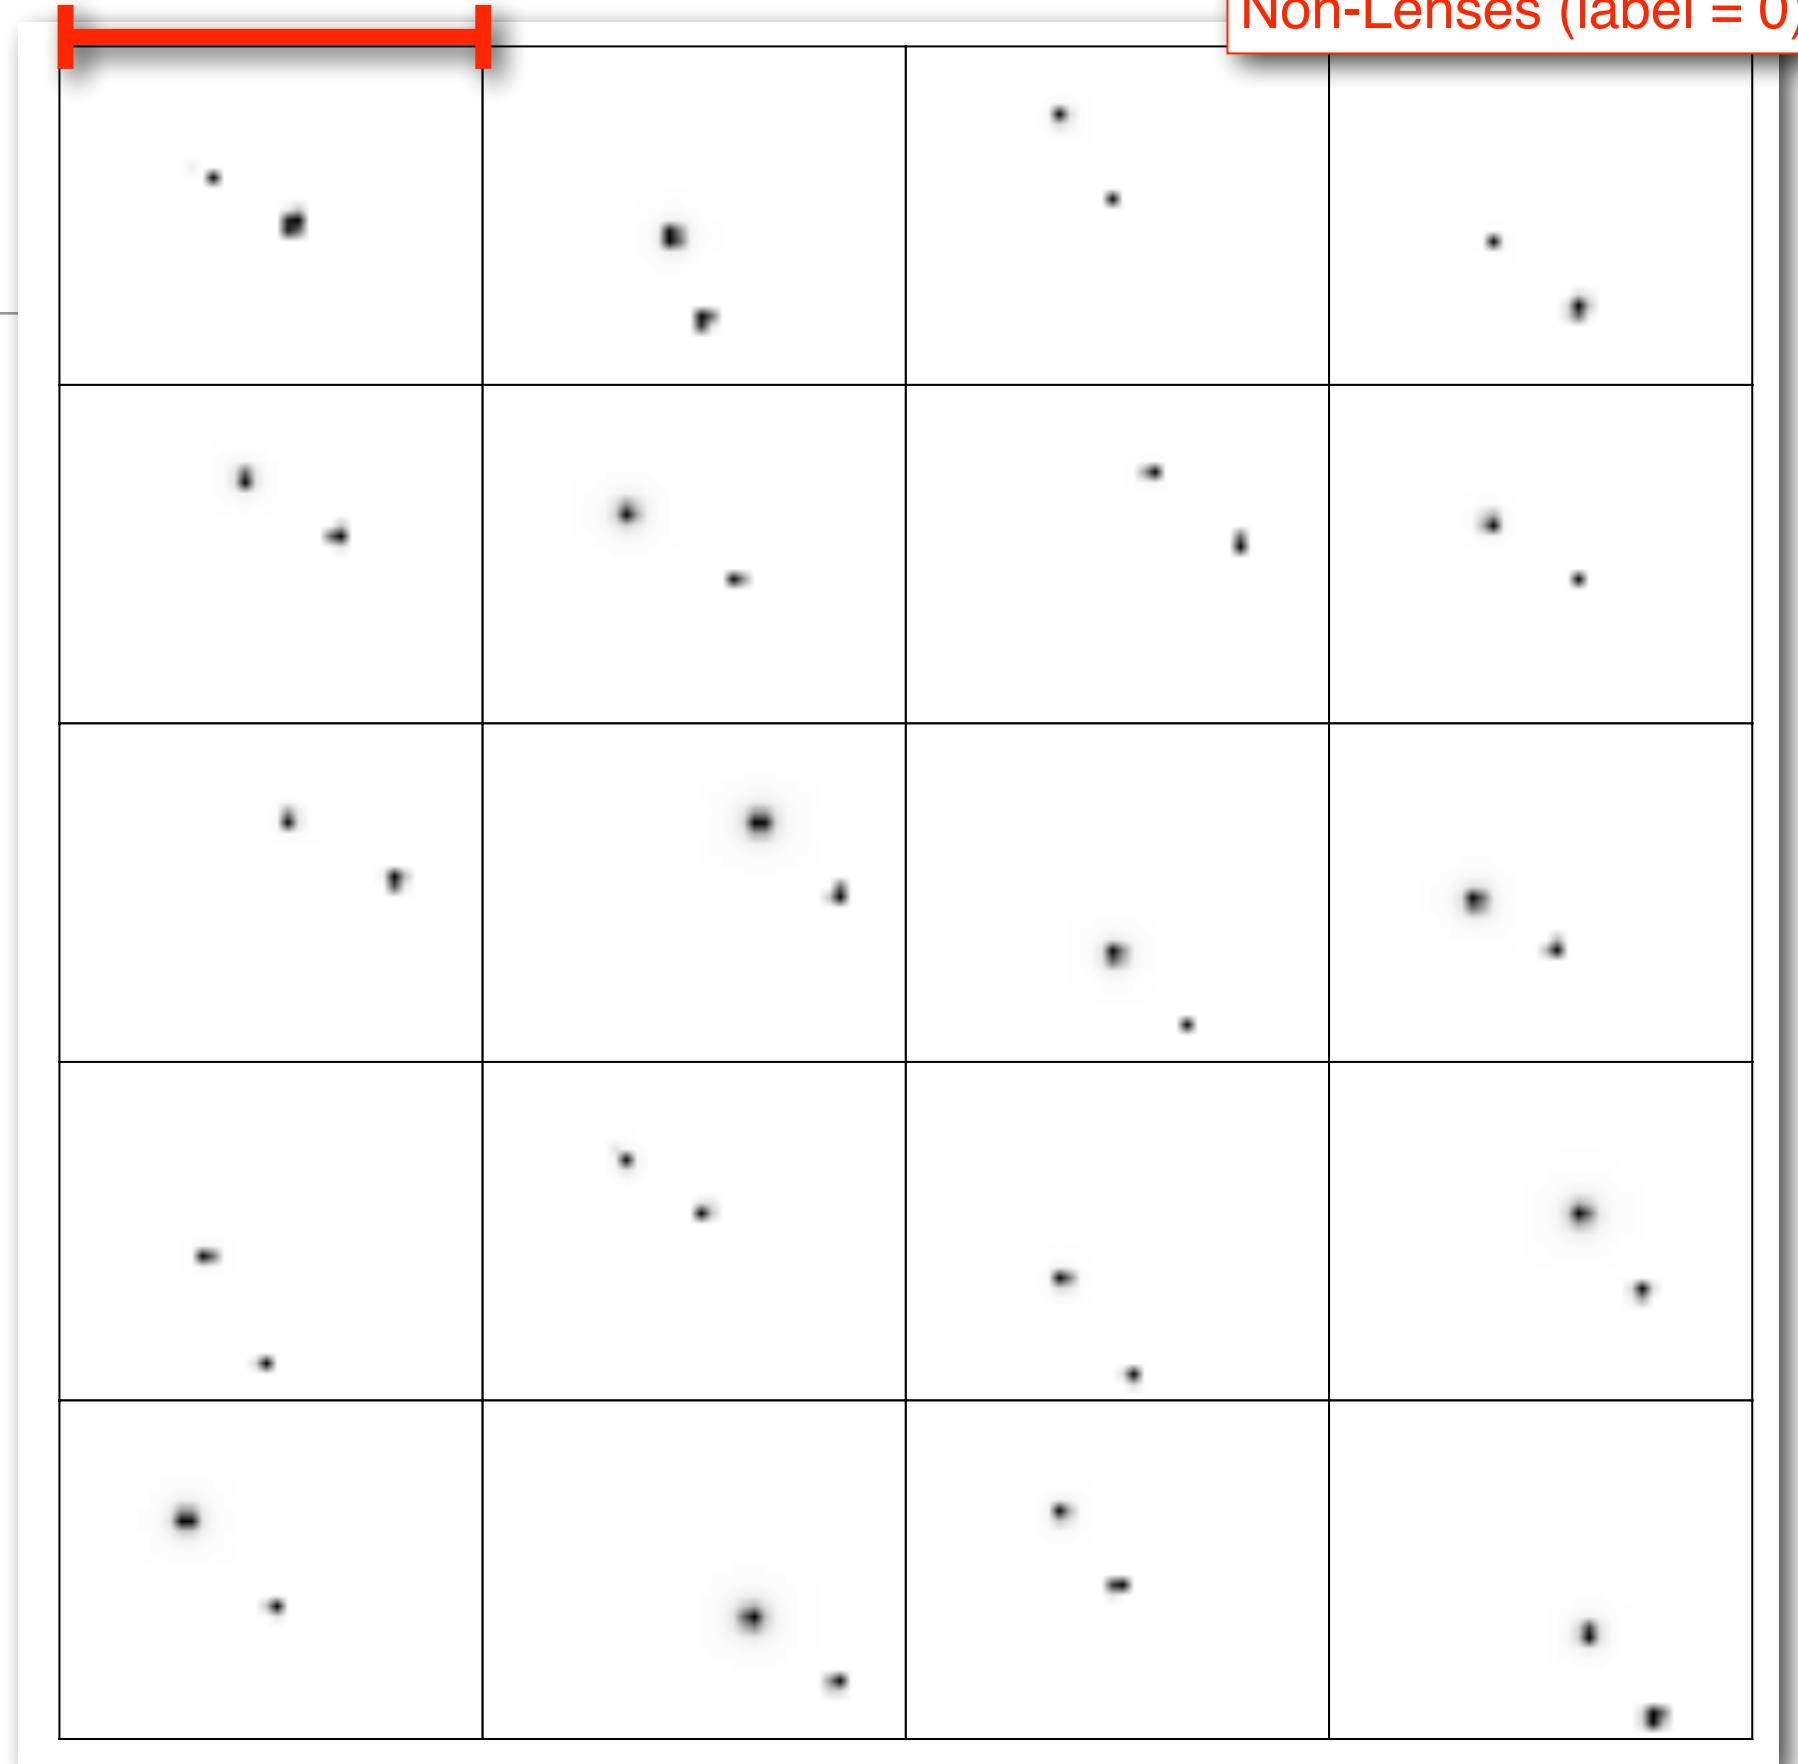 Non-Lenses (label = 0)